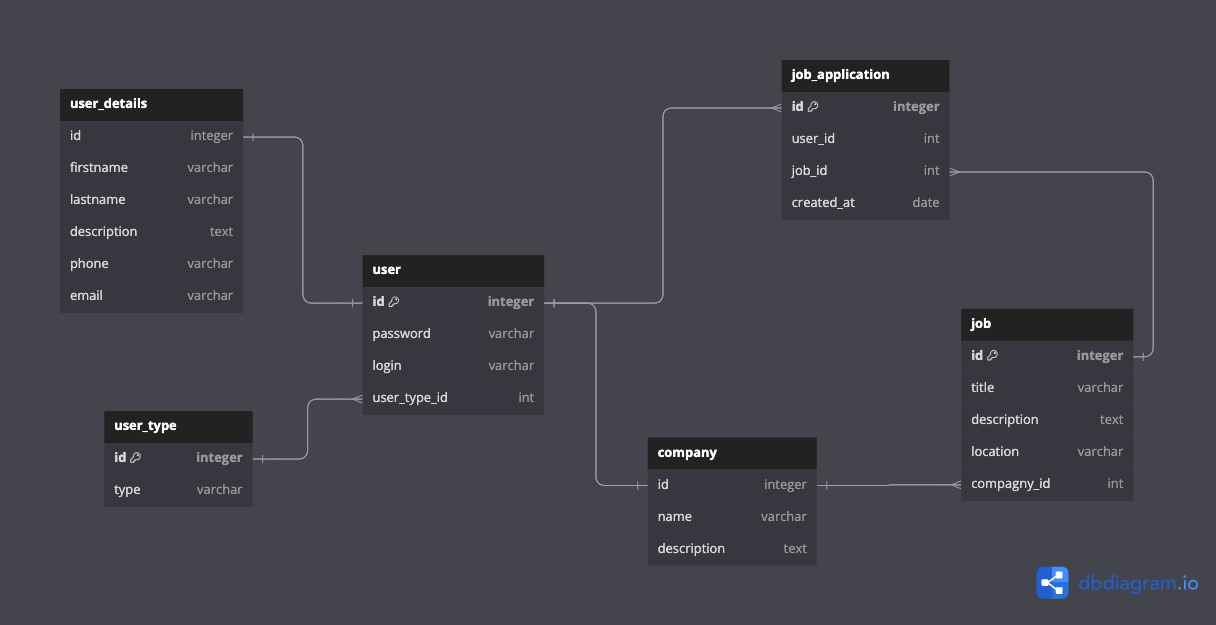 user_details
id integer
firstname varchar
lastname varchar
description text
phone varchar
email varchar
user_type
id integer
type varchar
user
id integer
password varchar
login varchar
user_type_id int
company
id integer
name varchar
description text
job_application
id integer
user_id int
job_id int
created_at date
job
id integer
title varchar
description text
location varchar
compagny_id int
dbdiagram.io